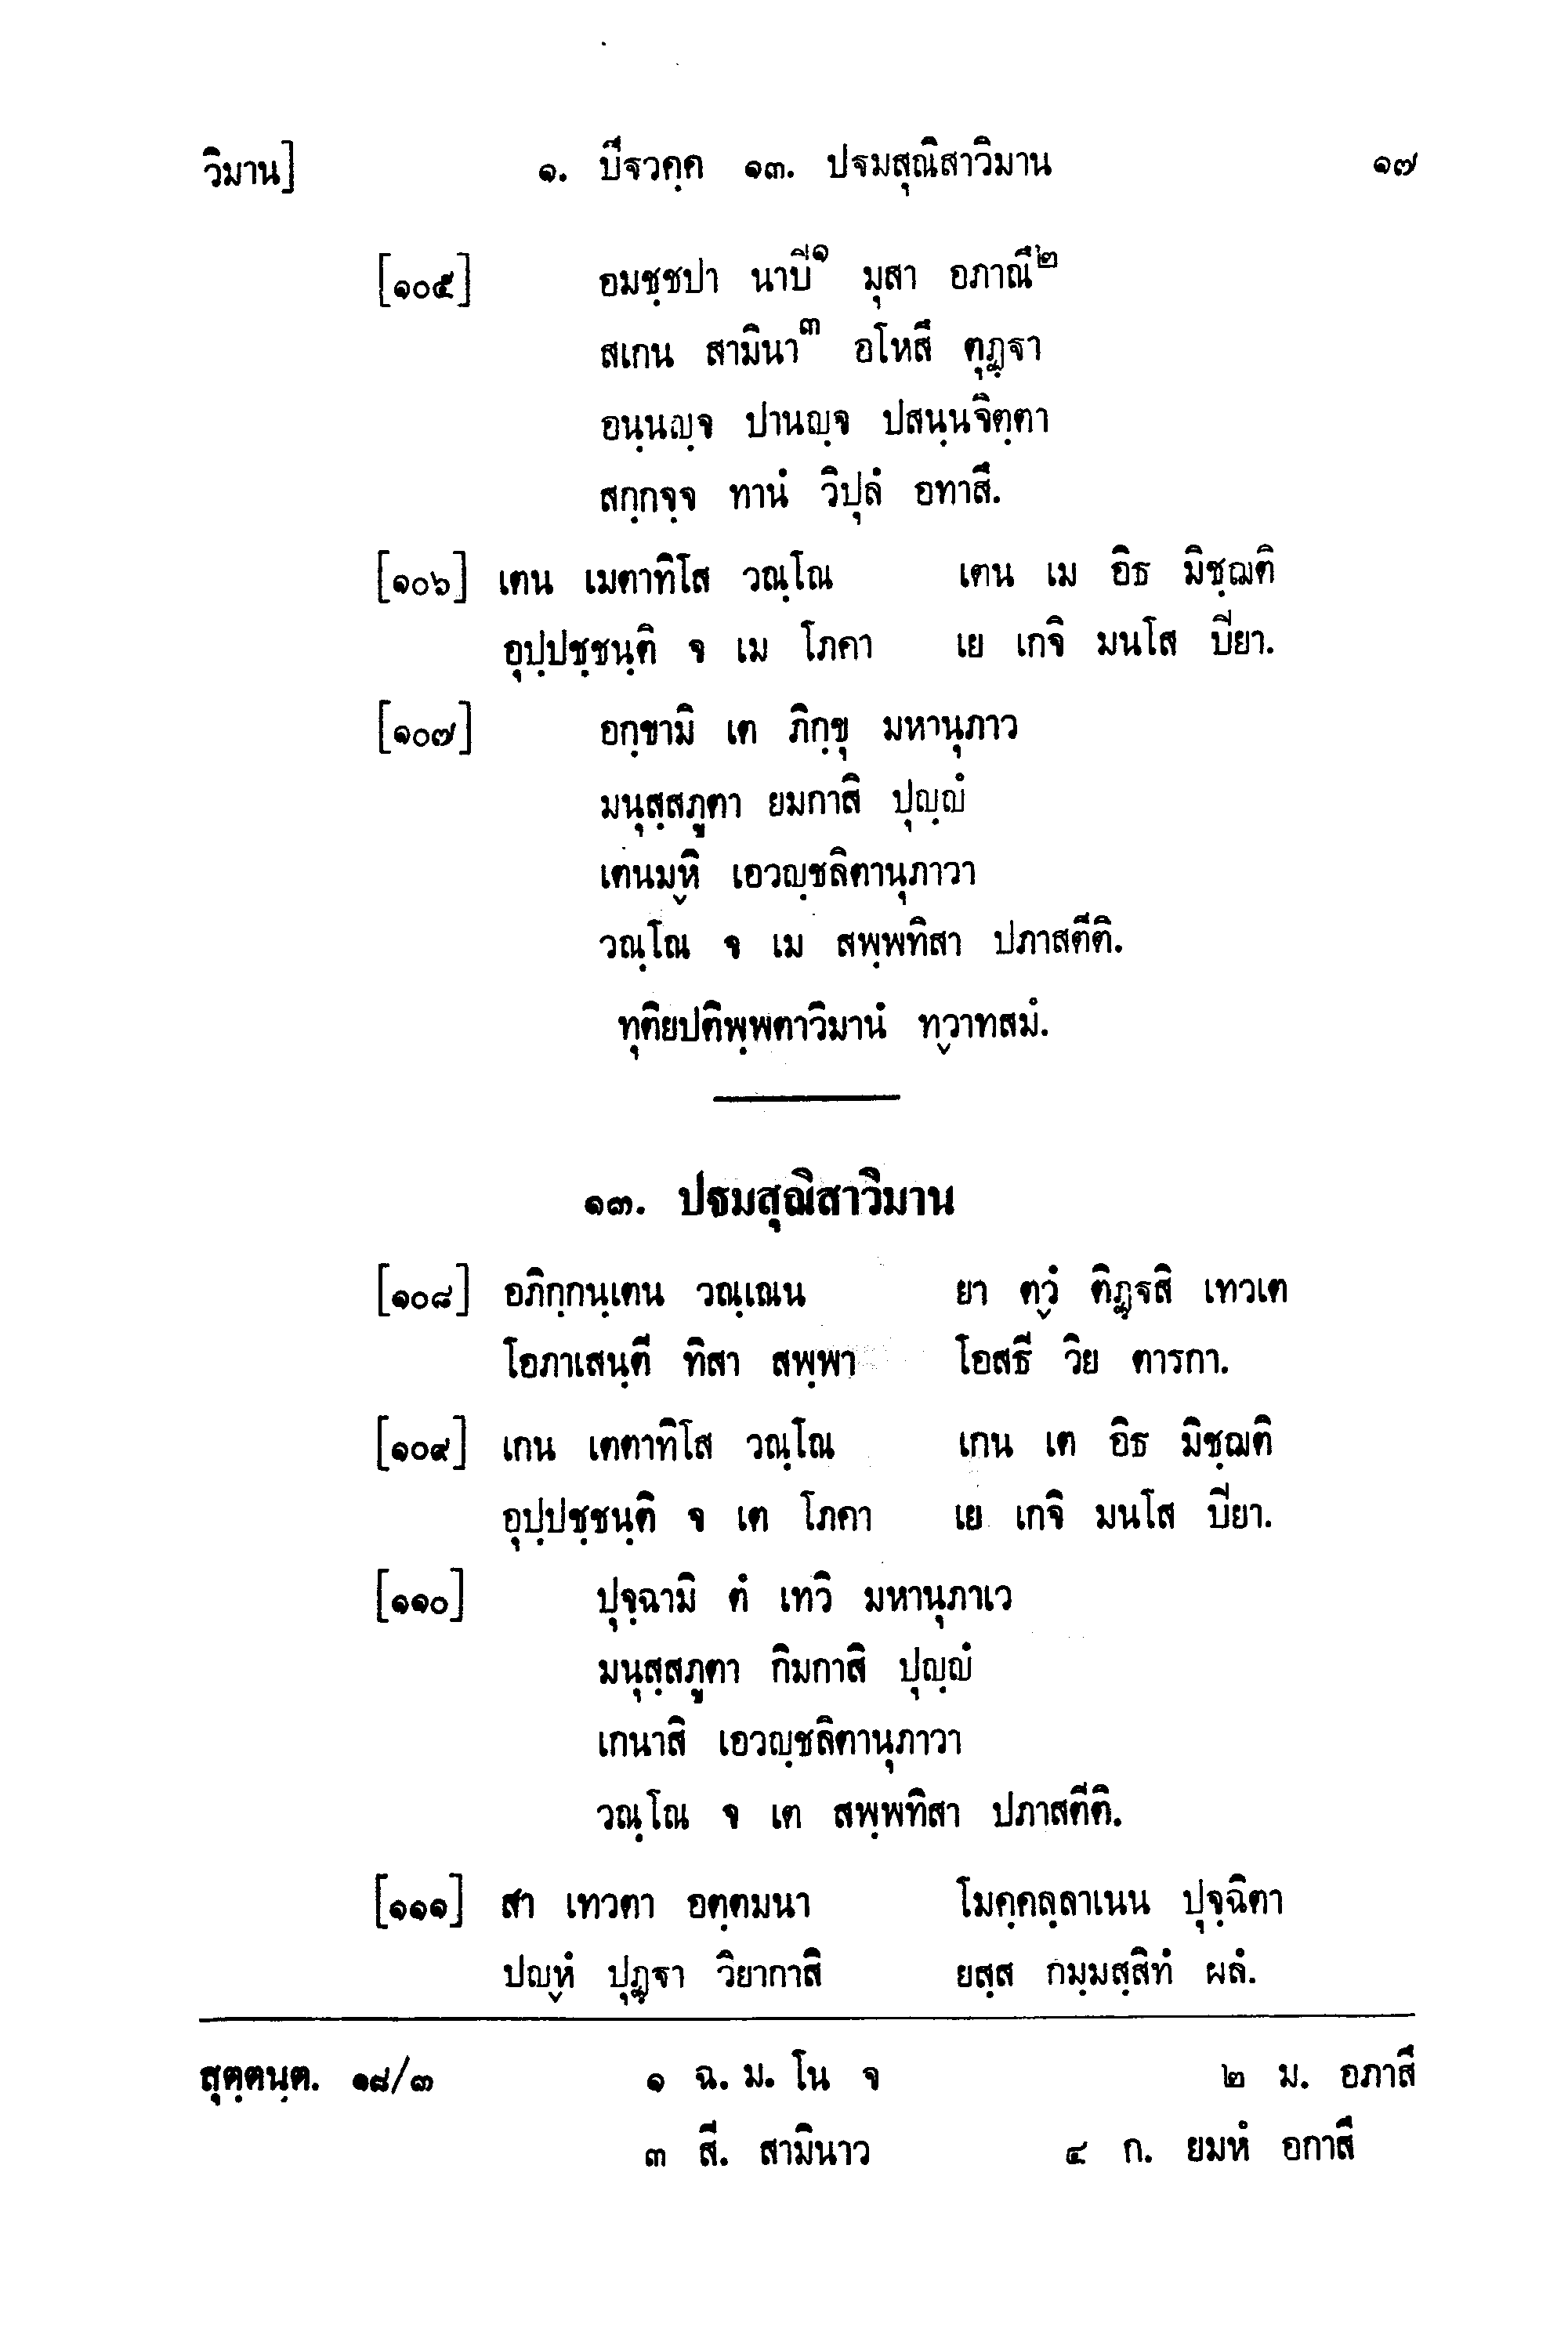 วิมาน] ๑. ปีฐวคฺค ๑๓. ปฐมสุณิสาวิมาน ๑๗
[๑๐๕] อมชฺชปา นาปิ๑ มุสา อภาณึ๒
สเกน สามินา๓ อโหสึ ตุฏฺฐา
อนฺนญฺจ ปานญฺจ ปสนฺนจิตฺตา
สกฺกจฺจ ทานํ วิปุลํ อทาสึ.
[๑๐๖] เตน เมตาทิโส วณฺโณ เตน เม อิธ มิชฺฌติ
อุปฺปชฺชนฺติ จ เม โภคา เย เกจิ มนโส ปิยา.
[๑๐๗] อกฺขามิ เต ภิกฺขุ มหานุภาว
มนุสฺสภูตา ยมกาสิ ปุญฺญํ
เตนมฺหิ เอวญฺชลิตานุภาวา
วณฺโณ จ เม สพฺพทิสา ปภาสตีติ.
ทุติยปติพฺพตาวิมานํ ทฺวาทสมํ.
๑๓. ปฐมสุณิสาวิมาน
[๑๐๘] อภิกฺกนฺเตน วณฺเณน ยา ตฺวํ ติฏฺฐสิ เทวเต
โอภาเสนฺตี ทิสา สพฺพา โอสธี วิย ตารกา.
[๑๐๙] เกน เตตาทิโส วณฺโณ เกน เต อิธ มิชฺฌติ
อุปฺปชฺชนฺติ จ เต โภคา เย เกจิ มนโส ปิยา.
[๑๑๐] ปุจฺฉามิ ตํ เทวิ มหานุภาเว
มนุสฺสภูตา กิมกาสิ ปุญฺญํ
เกนาสิ เอวญฺชลิตานุภาวา
วณฺโณ จ เต สพฺพทิสา ปภาสตีติ.
[๑๑๑] สา เทวตา อตฺตมนา โมคฺคลฺลาเนน ปุจฺฉิตา
ปญฺหํ ปุฏฺฐา วิยากาสิ ยสฺส กมฺมสฺสิทํ ผลํ.
สุตฺตนฺต. ๑๘/๓ ๑ ฉ. ม. โน จ ๒ ม. อภาสึ
๓ สี. สามินาว ๔ ก. ยมหํ อกาสึ